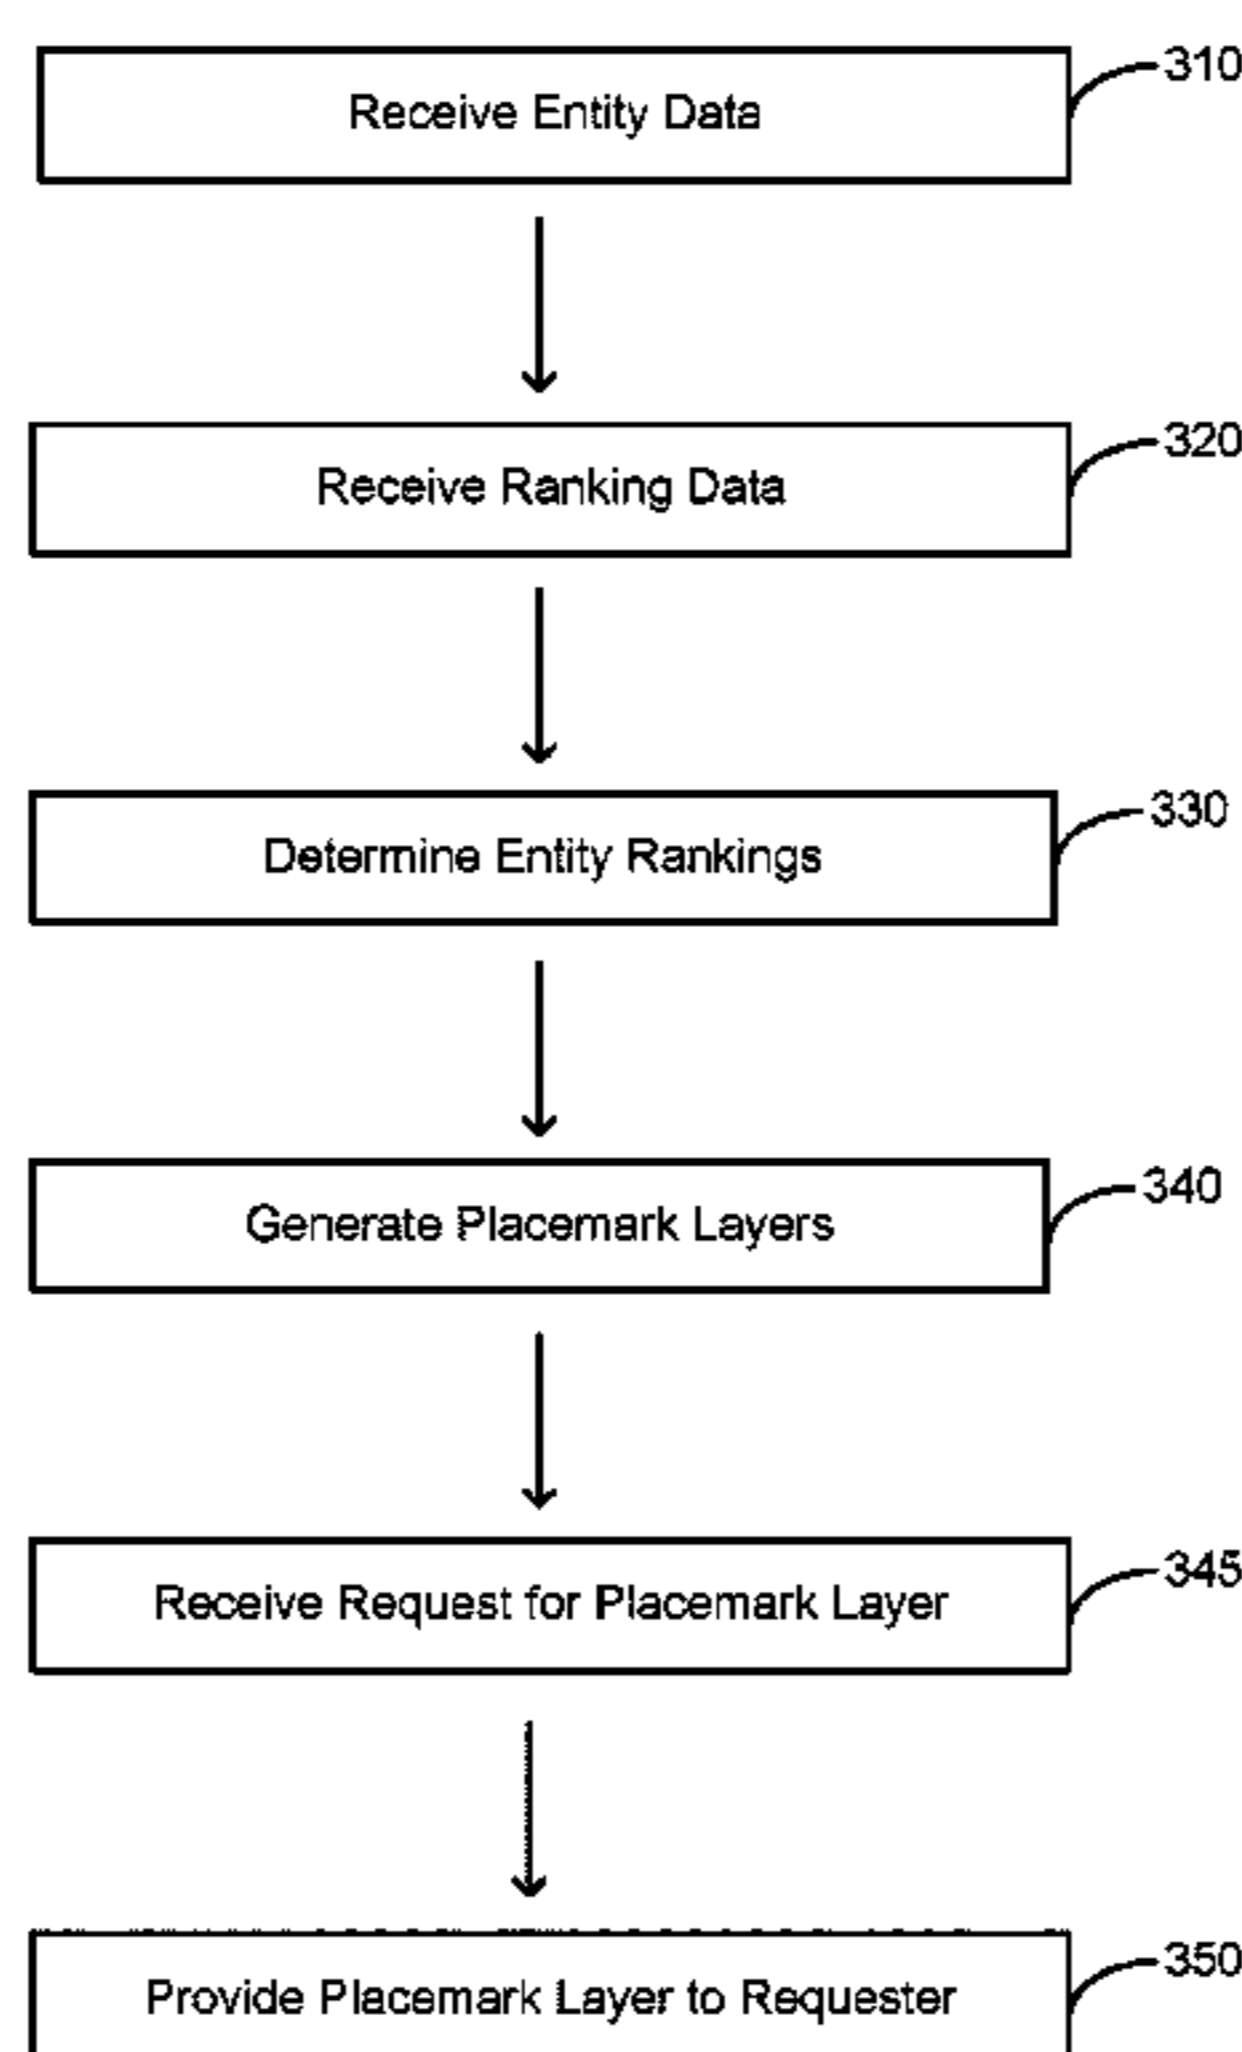 Receive Entity Data
310
Receive Ranking Data
320
Determine Entity Rankings
330
Generate Placemark Layers
340
Receive Request for Placemark Layer
345
Provide Placemark Layer to Requester
350